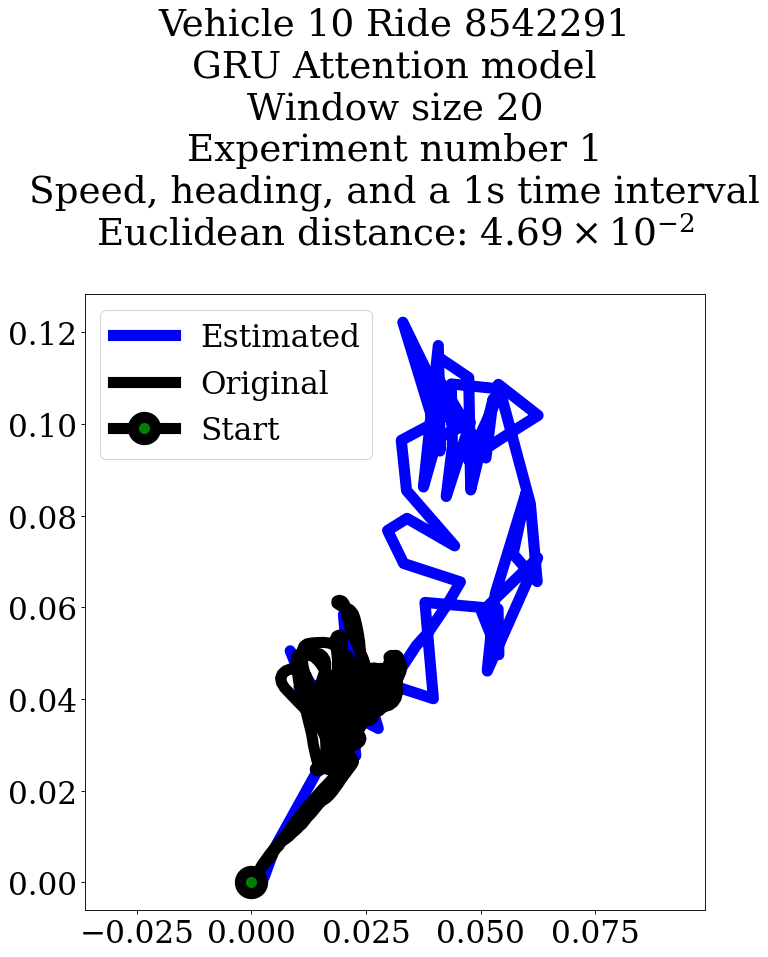 Vehicle 10 Ride 8542291
GRU Attention model
Window size 20
Experiment number 1
Speed, heading, and a 1s time interval
Euclidean distance: 4.69 × 10⁻²
Estimated
Original
Start
0.12
0.10
0.08
0.06
0.04
0.02
0.00
−0.025 0.000 0.025 0.050 0.075